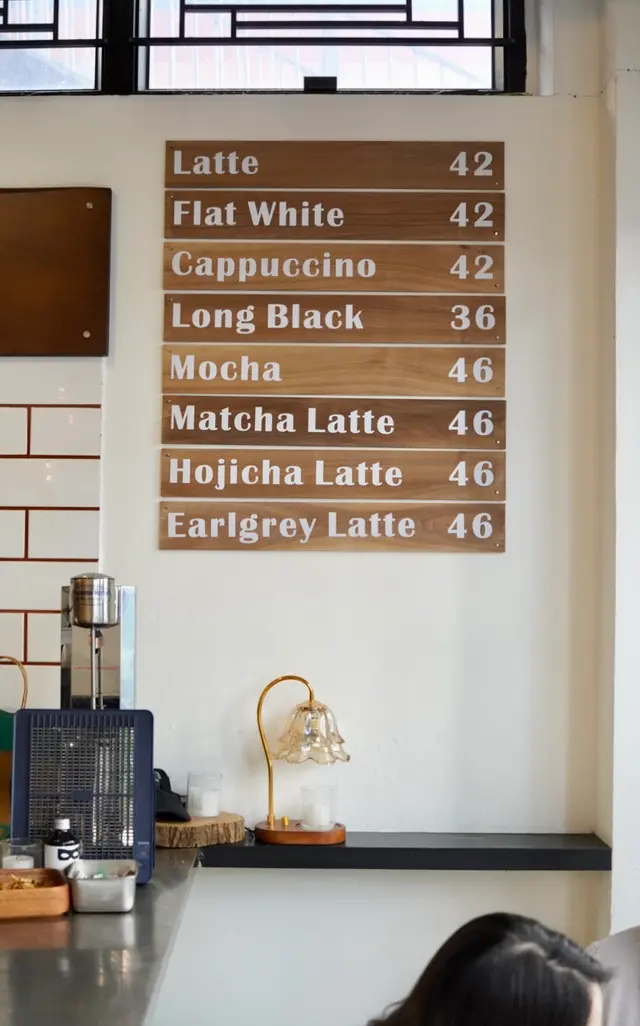 Latte 42
Flat White 42
Cappuccino 42
Long Black 36
Mocha 46
Matcha Latte 46
Hojicha Latte 46
Earlgrey Latte 46